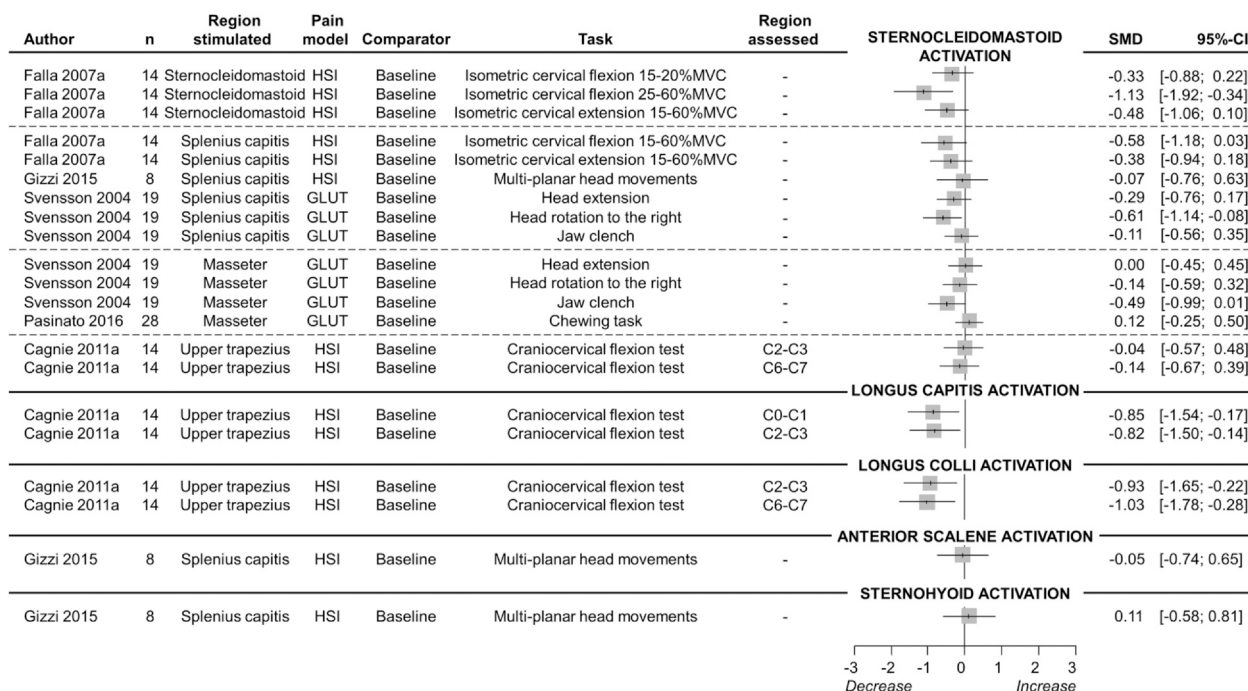 Author n Region stimulated Pain model Comparator Task Region assessed STERNOCLEIDOMASTOID ACTIVATION SMD 95%-CI
Falla 2007a 14 Sternocleidomastoid HSI Baseline Isometric cervical flexion 15-20%MVC - -0.33 [-0.88; 0.22]
Falla 2007a 14 Sternocleidomastoid HSI Baseline Isometric cervical flexion 25-60%MVC - -1.13 [-1.92; -0.34]
Falla 2007a 14 Sternocleidomastoid HSI Baseline Isometric cervical extension 15-60%MVC - -0.48 [-1.06; 0.10]
Falla 2007a 14 Splenius capitis HSI Baseline Isometric cervical flexion 15-60%MVC - -0.58 [-1.18; 0.03]
Falla 2007a 14 Splenius capitis HSI Baseline Isometric cervical extension 15-60%MVC - -0.38 [-0.94; 0.18]
Gizzi 2015 8 Splenius capitis HSI Baseline Multi-planar head movements - -0.07 [-0.76; 0.63]
Svensson 2004 19 Splenius capitis GLUT Baseline Head extension - -0.29 [-0.76; 0.17]
Svensson 2004 19 Splenius capitis GLUT Baseline Head rotation to the right - -0.61 [-1.14; -0.08]
Svensson 2004 19 Splenius capitis GLUT Baseline Jaw clench - -0.11 [-0.56; 0.35]
Svensson 2004 19 Masseter GLUT Baseline Head extension - 0.00 [-0.45; 0.45]
Svensson 2004 19 Masseter GLUT Baseline Head rotation to the right - -0.14 [-0.59; 0.32]
Svensson 2004 19 Masseter GLUT Baseline Jaw clench - -0.49 [-0.99; 0.01]
Pasinato 2016 28 Masseter GLUT Baseline Chewing task - 0.12 [-0.25; 0.50]
Cagnie 2011a 14 Upper trapezius HSI Baseline Craniocervical flexion test C2-C3 -0.04 [-0.57; 0.48]
Cagnie 2011a 14 Upper trapezius HSI Baseline Craniocervical flexion test C6-C7 -0.14 [-0.67; 0.39]
LONGUS CAPITIS ACTIVATION
Cagnie 2011a 14 Upper trapezius HSI Baseline Craniocervical flexion test C0-C1 -0.85 [-1.54; -0.17]
Cagnie 2011a 14 Upper trapezius HSI Baseline Craniocervical flexion test C2-C3 -0.82 [-1.50; -0.14]
LONGUS COLLI ACTIVATION
Cagnie 2011a 14 Upper trapezius HSI Baseline Craniocervical flexion test C2-C3 -0.93 [-1.65; -0.22]
Cagnie 2011a 14 Upper trapezius HSI Baseline Craniocervical flexion test C6-C7 -1.03 [-1.78; -0.28]
ANTERIOR SCALENE ACTIVATION
Gizzi 2015 8 Splenius capitis HSI Baseline Multi-planar head movements - -0.05 [-0.74; 0.65]
STERNOHYOID ACTIVATION
Gizzi 2015 8 Splenius capitis HSI Baseline Multi-planar head movements - 0.11 [-0.58; 0.81]
-3 -2 -1 0 1 2 3
Decrease Increase